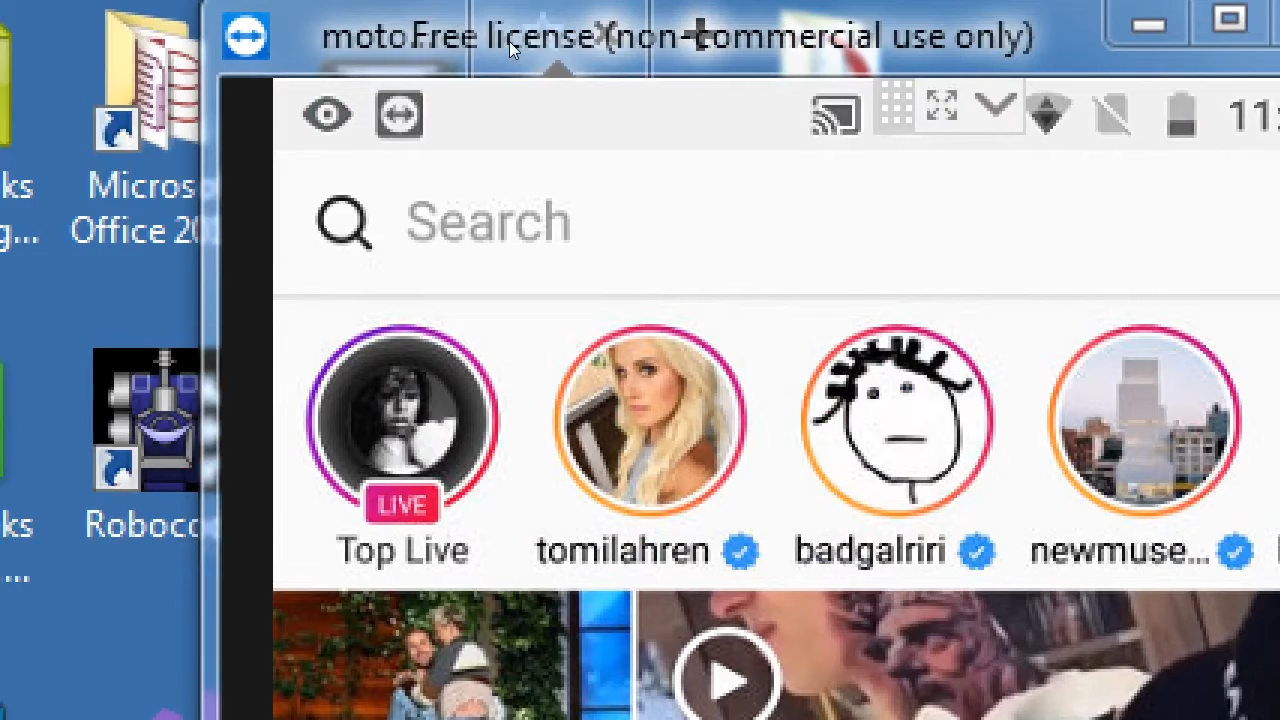 moto Free license (non-commercial use only)
11:
ks
Micros
g...
Office 20
Search
LIVE
Top Live
tomilahren
badgalriri
newmuse...
ks
Roboco
...